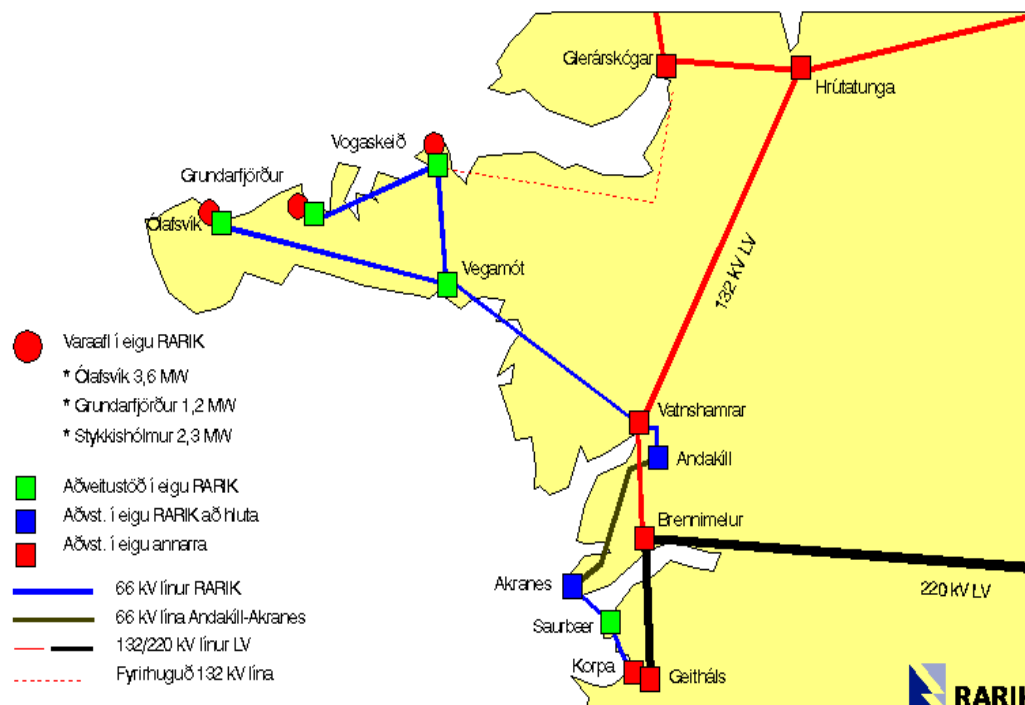 Glerárskógar
Hrútatunga
Vogaskeið
Grundarfjörður
Ólafsvík
Vegamót
132 KV LV
Varaafl í eigu RARIK
* Ólafsvík 3,6 MW
* Grundarfjörður 1,2 MW
* Stykkishólmur 2,3 MW
Vatnshamrar
Andakíll
Aðveitustöð í eigu RARIK
Aðvst. í eigu RARIK að hluta
Aðvst. í eigu annarra
Brennimelur
Akranes
220 KV LV
66 kV línur RARIK
66 kV lína Andakíll-Akranes
132/220 kV línur LV
Fyrirhuguð 132 kV lína
Saurbær
Korpa
Geitháls
RARIK